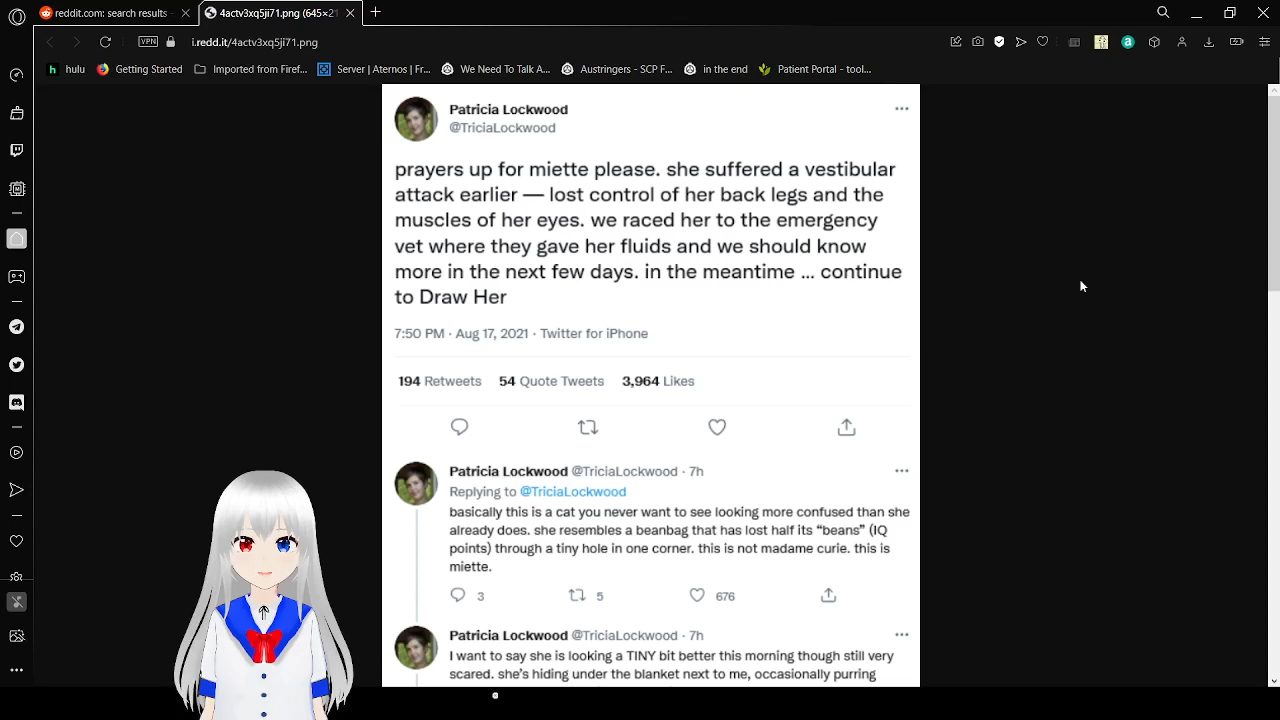 reddit.com: search results -
4actv3xq5ji71.png (645×21
VPN
i.redd.it/4actv3xq5ji71.png
h hulu
Getting Started
Imported from Firef...
Server | Aternos | Fr...
We Need To Talk A...
Austringers - SCP F...
in the end
Patient Portal - tool...
Patricia Lockwood
@TriciaLockwood
prayers up for miette please. she suffered a vestibular
attack earlier — lost control of her back legs and the
muscles of her eyes. we raced her to the emergency
vet where they gave her fluids and we should know
more in the next few days. in the meantime ... continue
to Draw Her
7:50 PM · Aug 17, 2021 · Twitter for iPhone
194 Retweets 54 Quote Tweets 3,964 Likes
Patricia Lockwood @TriciaLockwood · 7h
Replying to @TriciaLockwood
basically this is a cat you never want to see looking more confused than she
already does. she resembles a beanbag that has lost half its “beans” (IQ
points) through a tiny hole in one corner. this is not madame curie. this is
miette.
3 5 676
Patricia Lockwood @TriciaLockwood · 7h
I want to say she is looking a TINY bit better this morning though still very
scared. she's hiding under the blanket next to me, occasionally purring